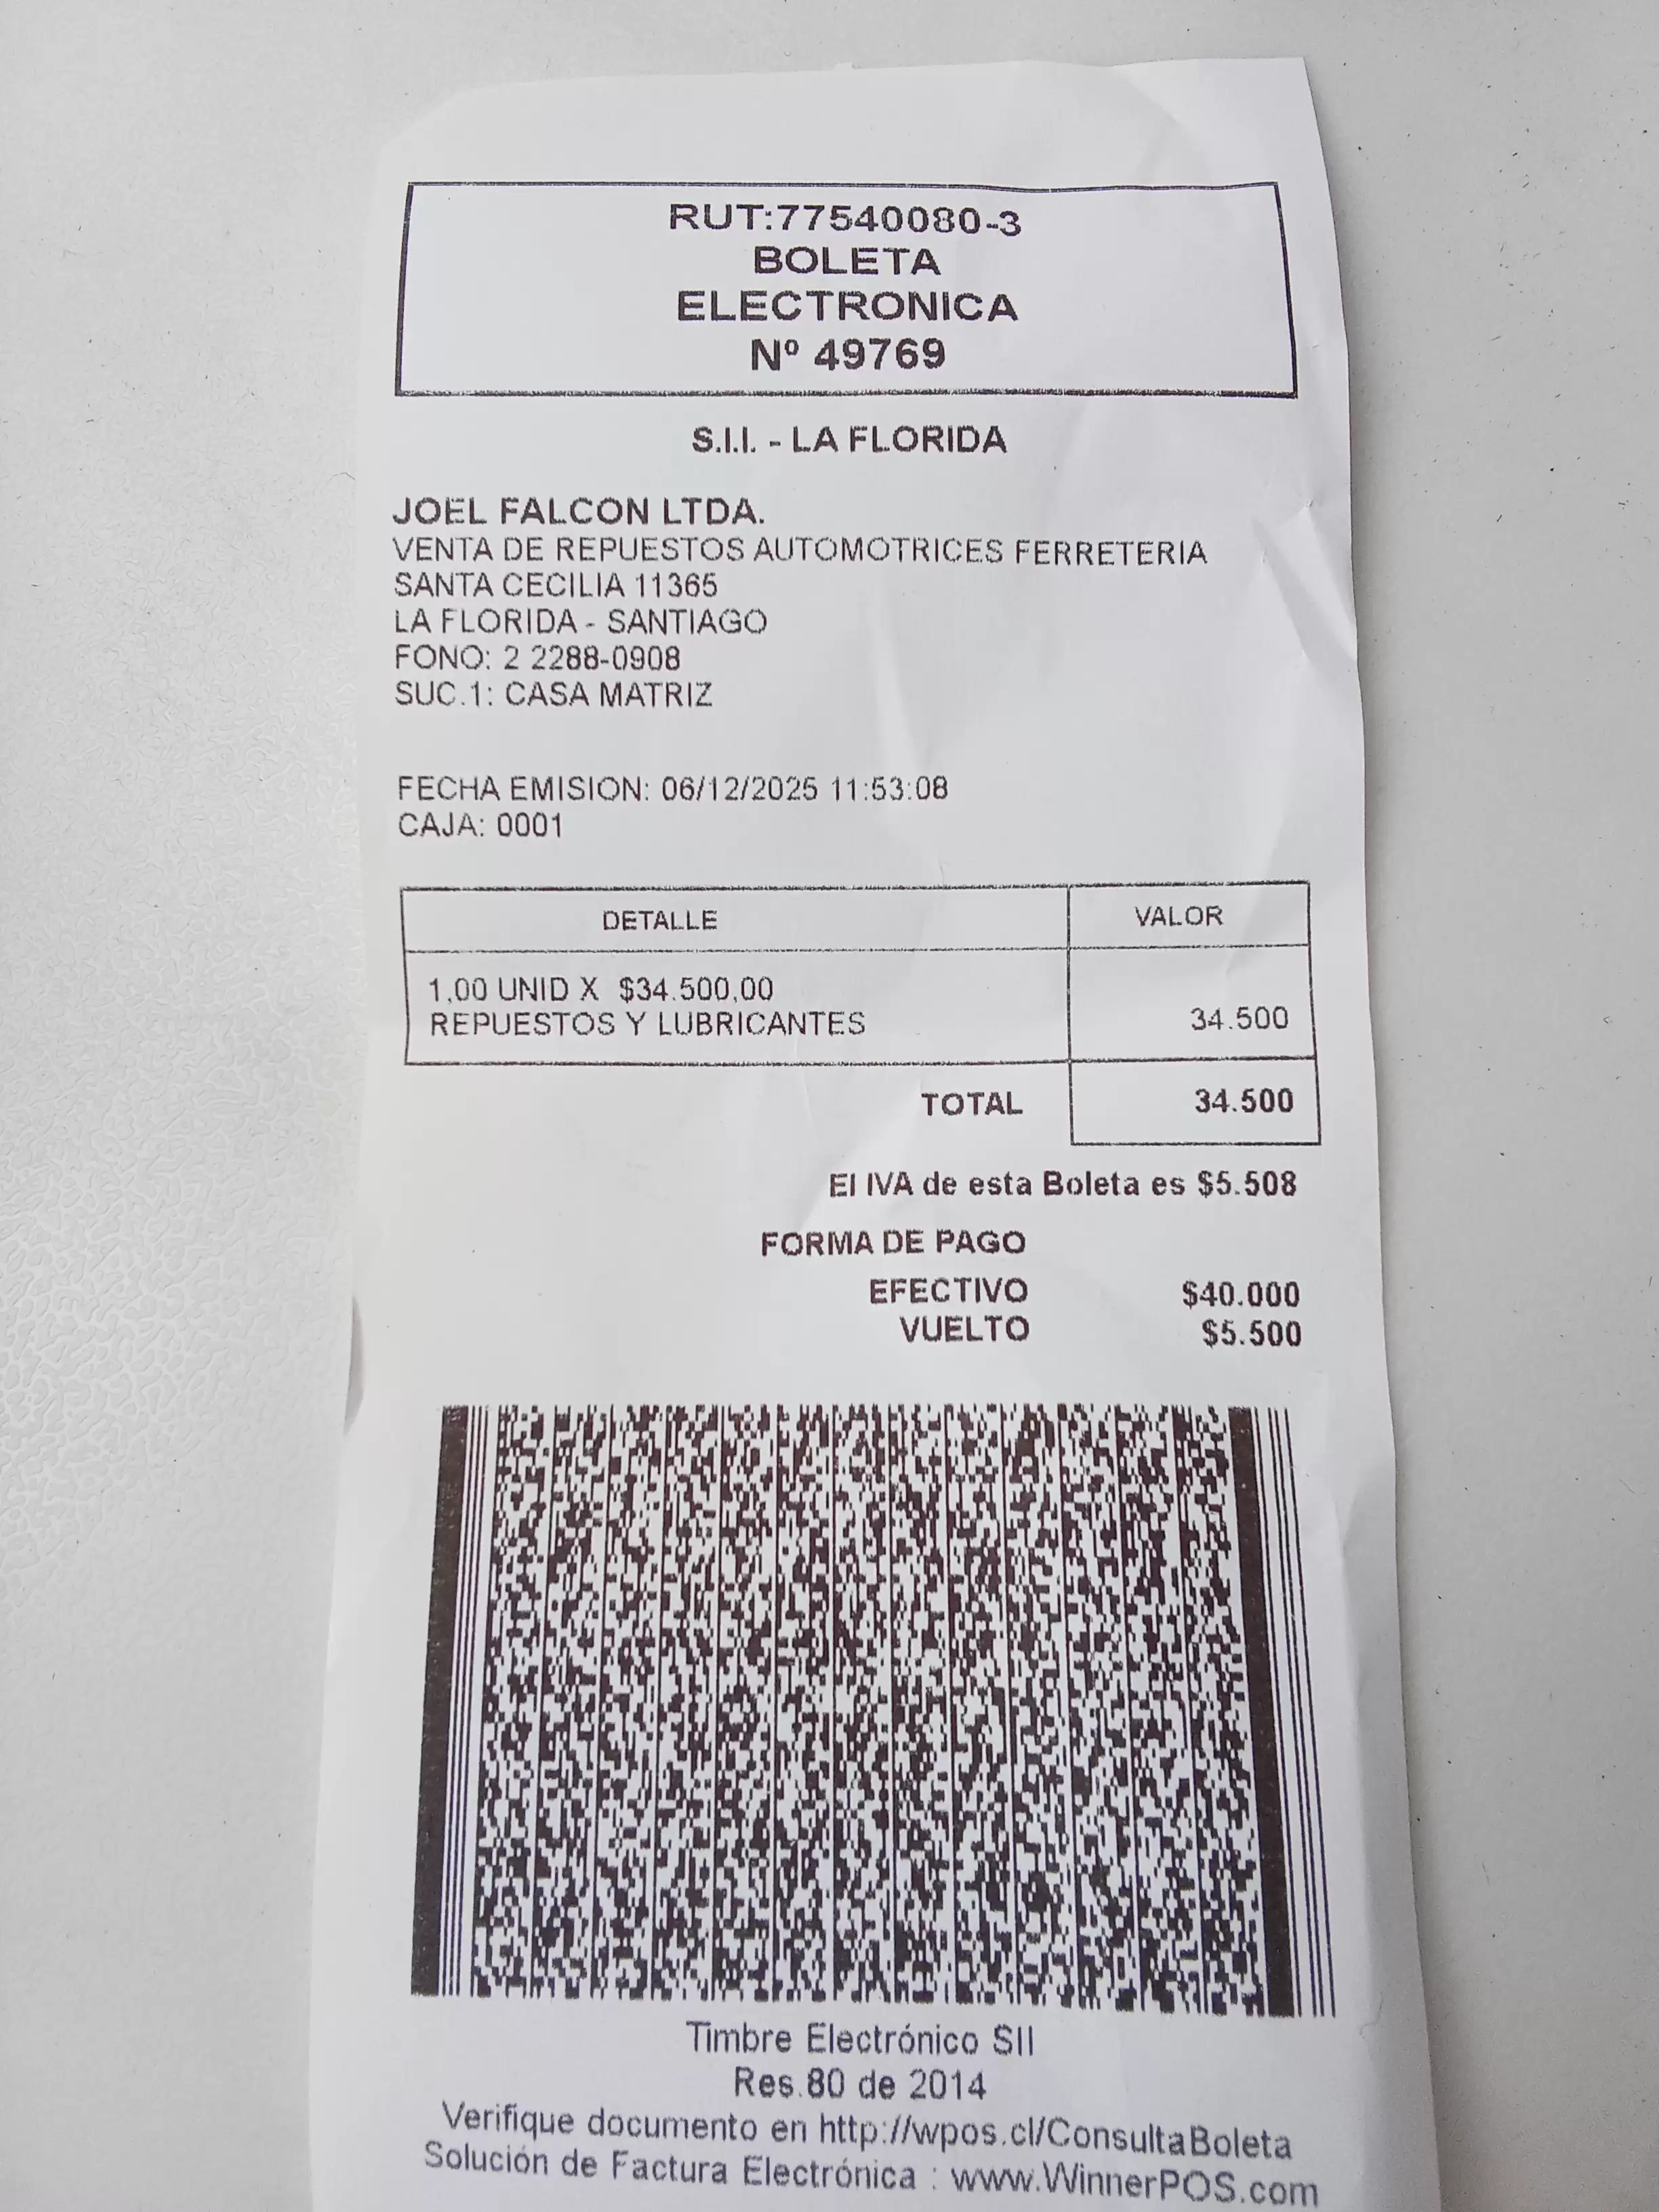 RUT:77540080-3
BOLETA
ELECTRONICA
Nº 49769
S.I.I. - LA FLORIDA
JOEL FALCON LTDA.
VENTA DE REPUESTOS AUTOMOTRICES FERRETERIA
SANTA CECILIA 11365
LA FLORIDA - SANTIAGO
FONO: 2 2288-0908
SUC.1: CASA MATRIZ
FECHA EMISION: 06/12/2025 11:53:08
CAJA: 0001
DETALLE VALOR
1,00 UNID X $34.500,00
REPUESTOS Y LUBRICANTES 34.500
TOTAL 34.500
El IVA de esta Boleta es $5.508
FORMA DE PAGO
EFECTIVO $40.000
VUELTO $5.500
Timbre Electrónico SII
Res.80 de 2014
Verifique documento en http://wpos.cl/ConsultaBoleta
Solución de Factura Electrónica : www.WinnerPOS.com